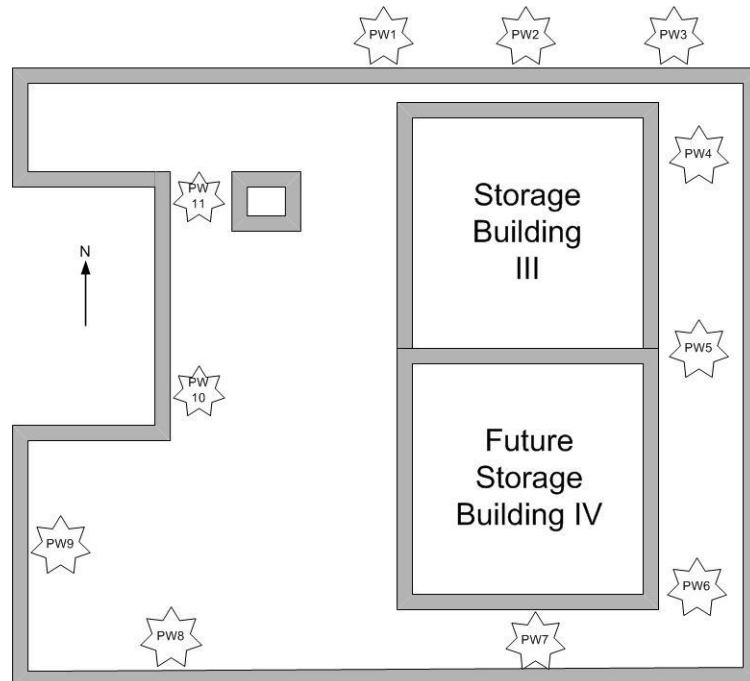 PW1
PW2
PW3
PW4
PW
11
Storage
Building
III
N
PW5
PW
10
Future
Storage
Building IV
PW9
PW6
PW8
PW7